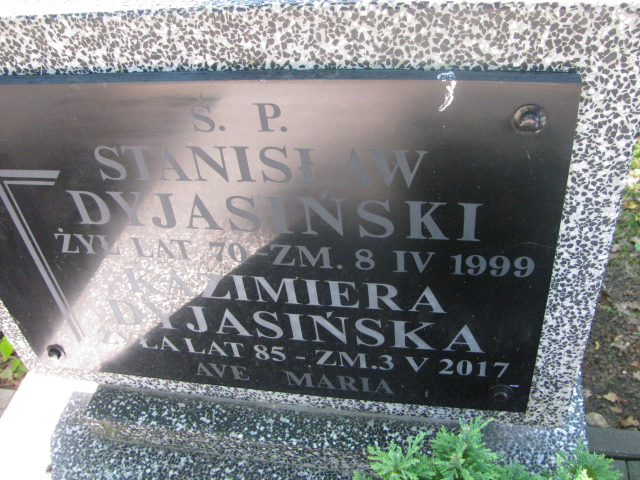 S. P.
STANISŁAW
DYJASIŃSKI
ŻYŁ LAT 70 - ZM. 8 IV 1999
KAZIMIERA
DYJASIŃSKA
ŻYŁA LAT 85 - ZM. 3 V 2017
AVE MARIA